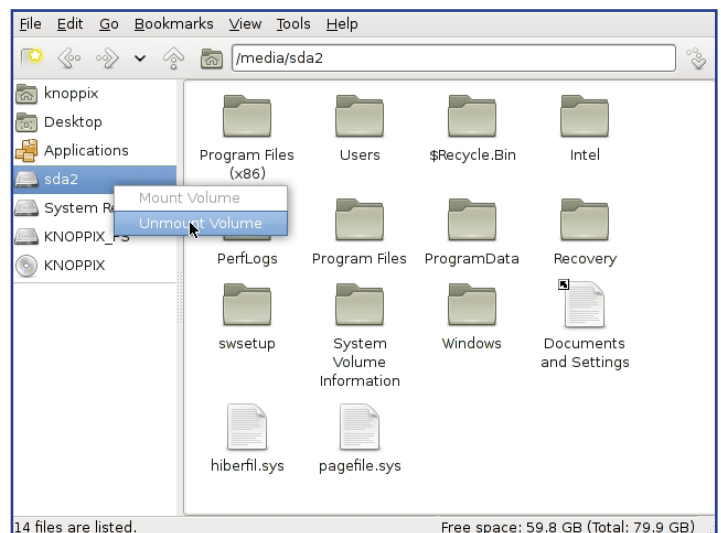 File Edit Go Bookmarks View Tools Help
/media/sda2
knoppix
Desktop
Applications
sda2
System
KNOPPIX_FS
KNOPPIX
Mount Volume
Unmount Volume
Program Files
(x86)
Users
$Recycle.Bin
Intel
PerfLogs
Program Files
ProgramData
Recovery
swsetup
System
Volume
Information
Windows
Documents
and Settings
hiberfil.sys
pagefile.sys
14 files are listed.
Free space: 59.8 GB (Total: 79.9 GB)